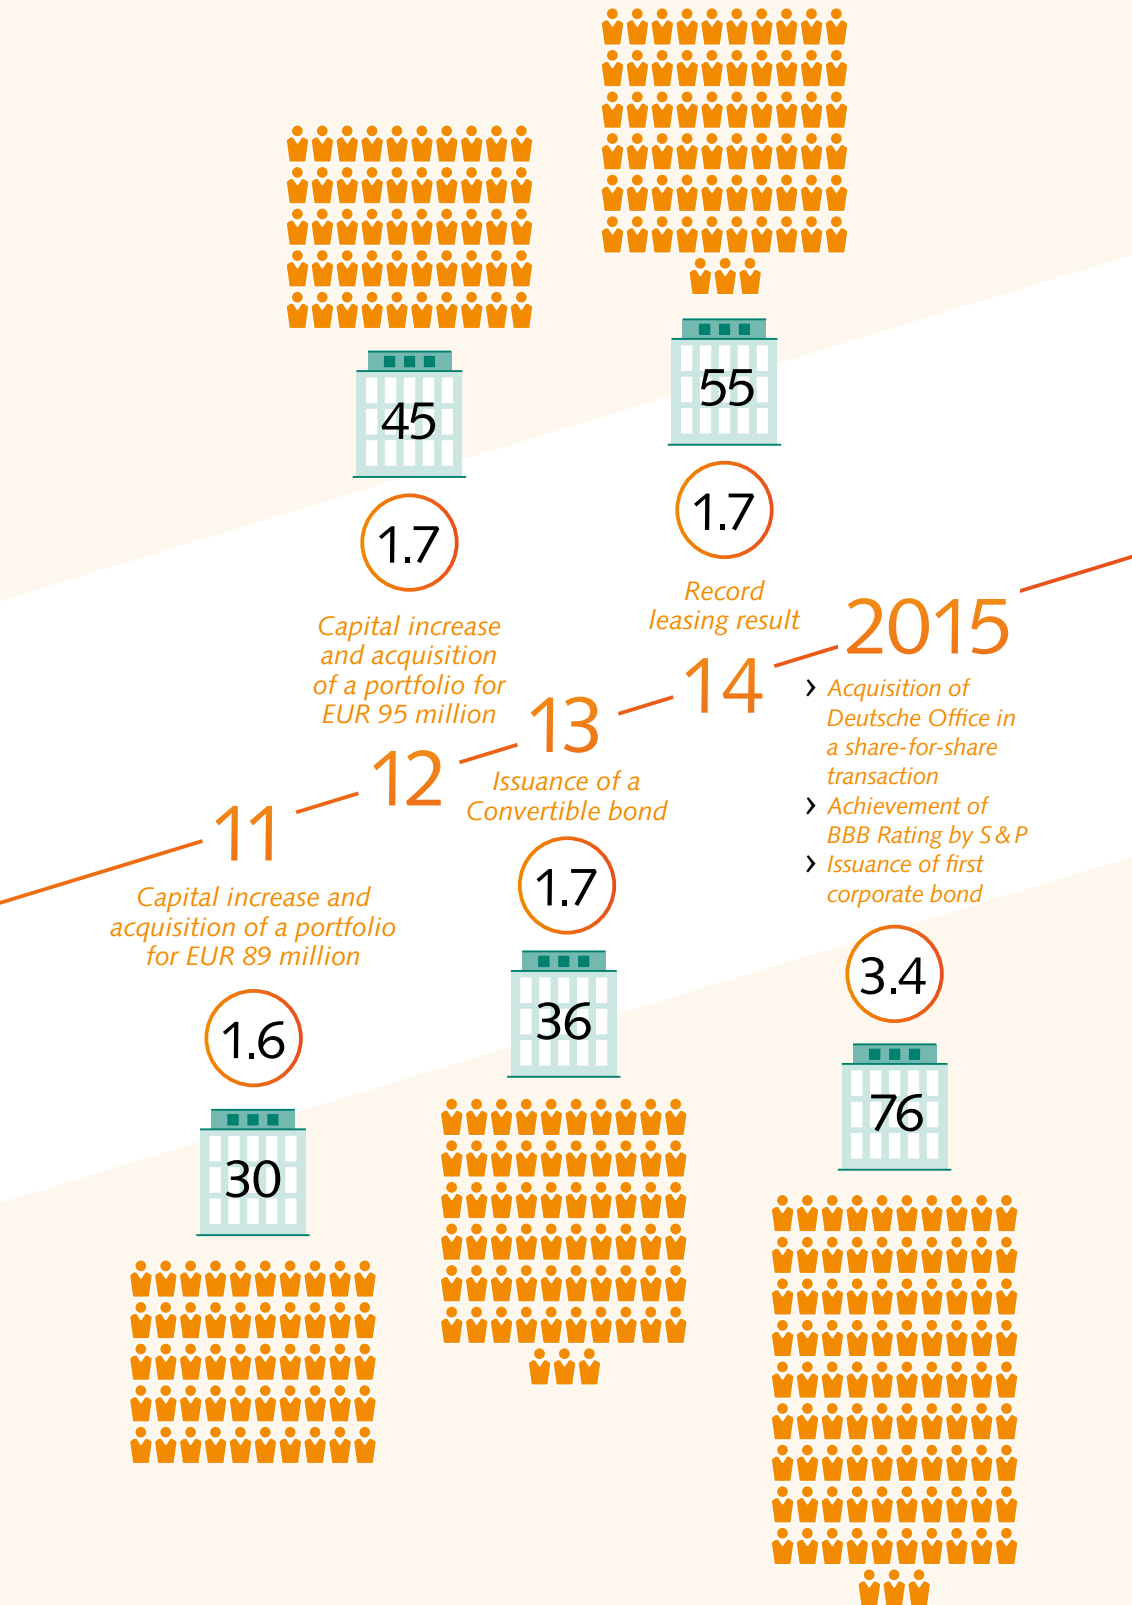 45
1.7
Capital increase
and acquisition
of a portfolio for
EUR 95 million
12
55
1.7
Record
leasing result
14
11
Capital increase and
acquisition of a portfolio
for EUR 89 million
1.6
30
13
Issuance of a
Convertible bond
1.7
36
2015
› Acquisition of
Deutsche Office in
a share-for-share
transaction
› Achievement of
BBB Rating by S & P
› Issuance of first
corporate bond
3.4
76